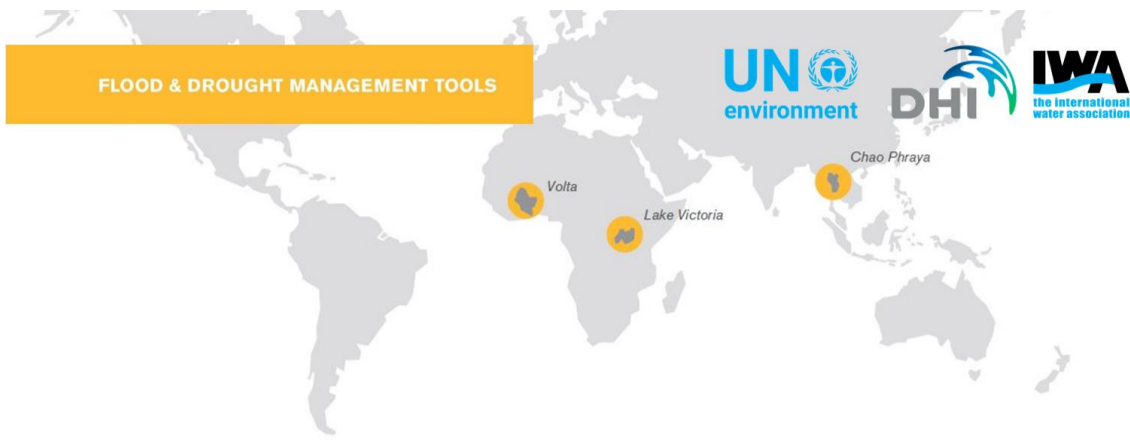 FLOOD & DROUGHT MANAGEMENT TOOLS
UN
environment
DHI
IWA
the international
water association
Chao Phraya
Volta
Lake Victoria